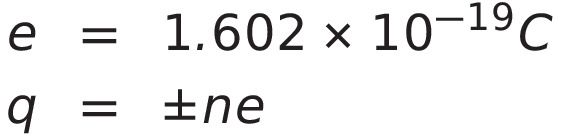 e = 1.602 × 10⁻¹⁹C
q = ±ne